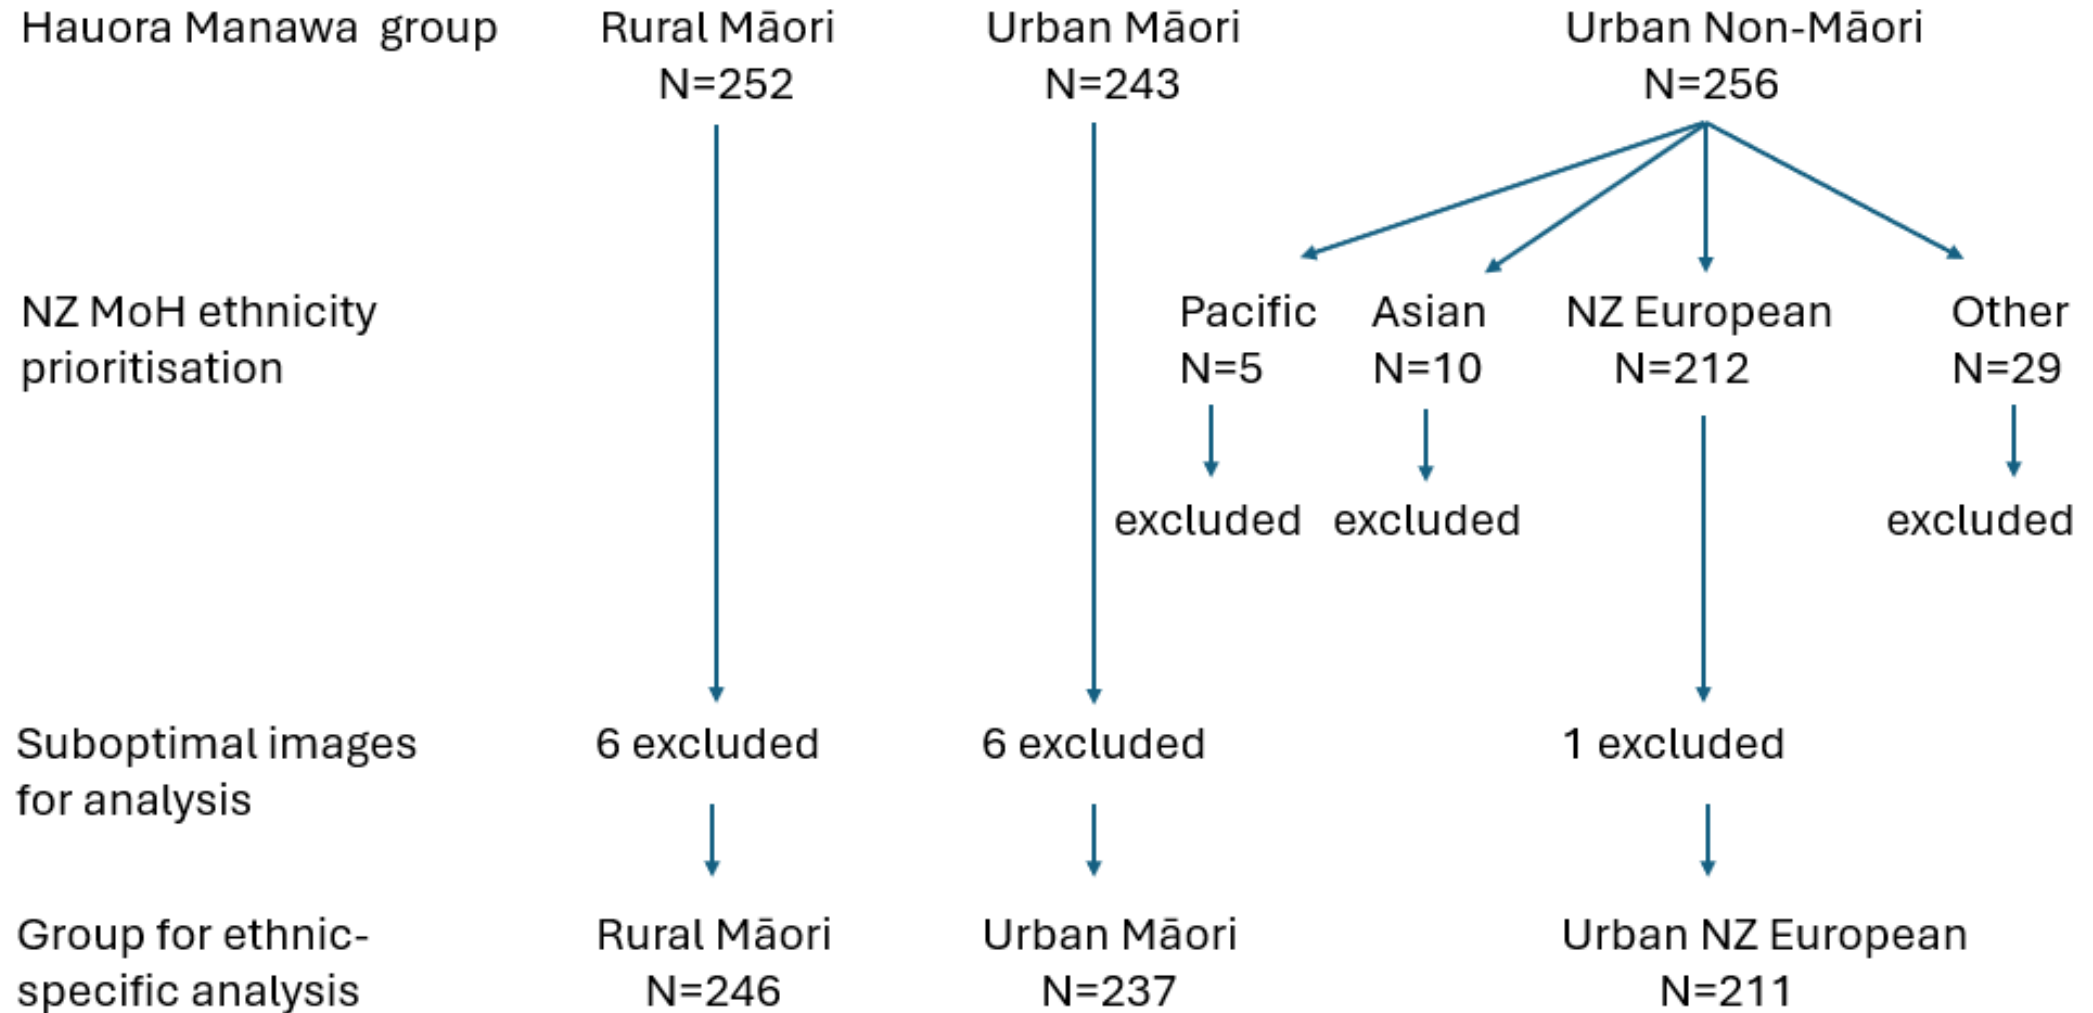 Hauora Manawa group
Rural Māori
N=252
Urban Māori
N=243
Urban Non-Māori
N=256
NZ MoH ethnicity
prioritisation
Pacific
N=5
excluded
Asian
N=10
excluded
NZ European
N=212
Other
N=29
excluded
Suboptimal images
for analysis
6 excluded
6 excluded
1 excluded
Group for ethnic-
specific analysis
Rural Māori
N=246
Urban Māori
N=237
Urban NZ European
N=211